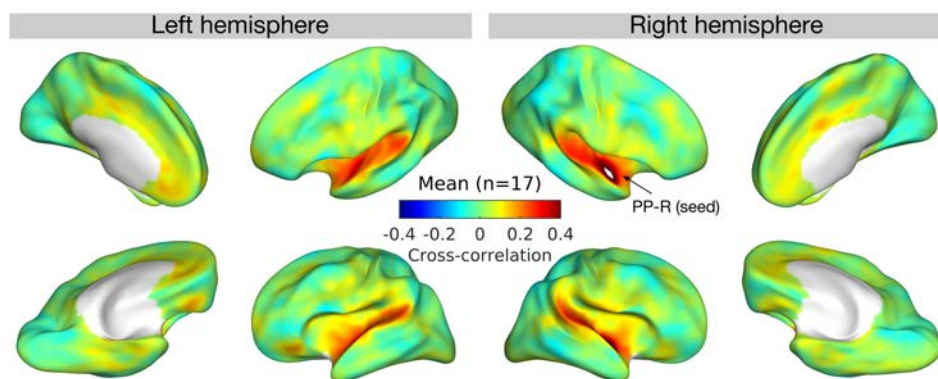 Left hemisphere
Right hemisphere
Mean (n=17)
PP-R (seed)
-0.4 -0.2 0 0.2 0.4
Cross-correlation